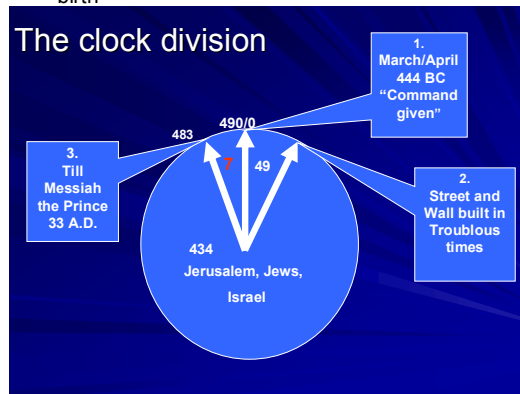 birth
The clock division
1.
March/April
444 BC
“Command
given”
490/0
483
3.
Till
Messiah
the Prince
33 A.D.
7
49
2.
Street and
Wall built in
Troublous
times
434
Jerusalem, Jews,
Israel